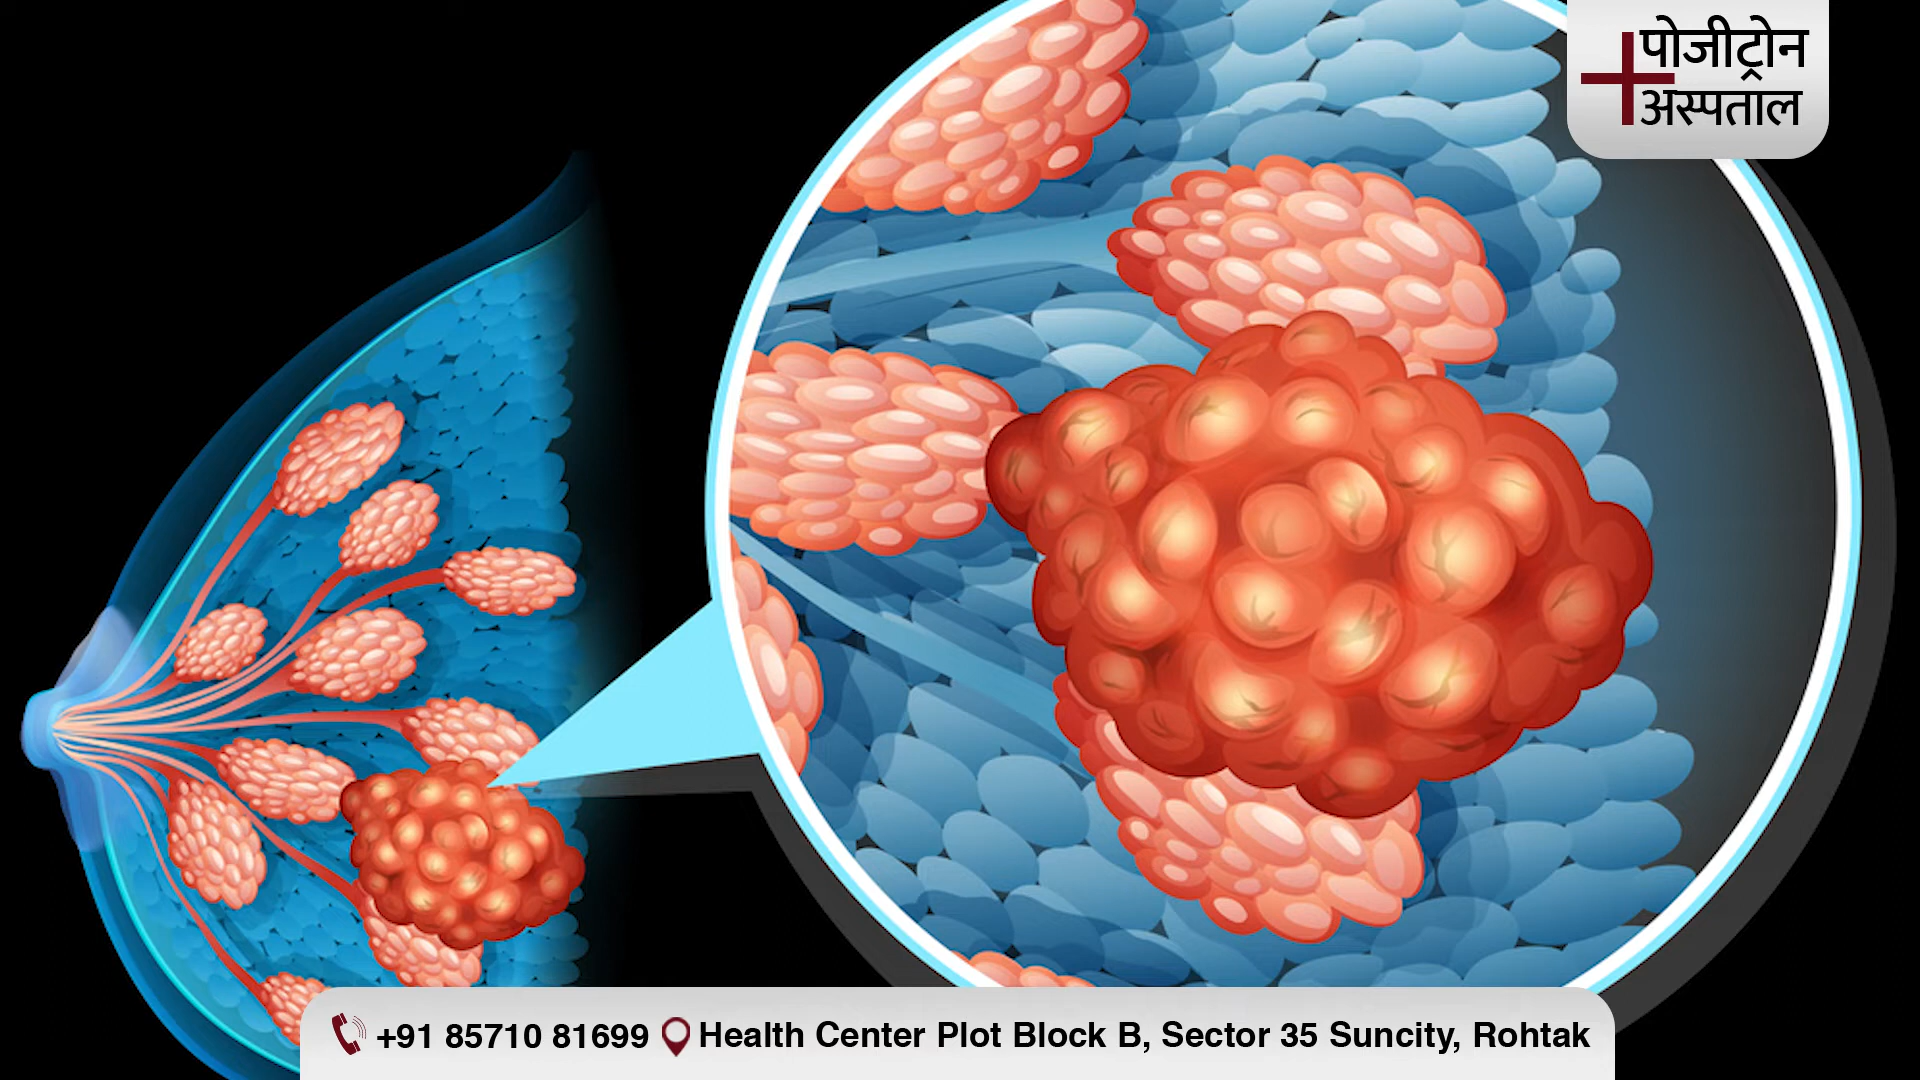 पोजीट्रोन
अस्पताल
+91 85710 81699 Health Center Plot Block B, Sector 35 Suncity, Rohtak